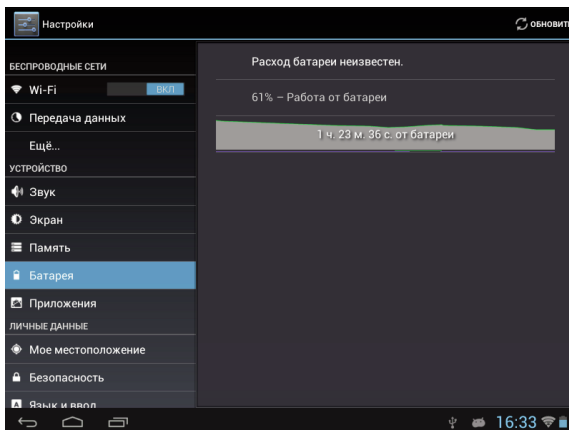 Настройки
ОБНОВИТЬ
БЕСПРОВОДНЫЕ СЕТИ
Wi-Fi
ВКЛ
Передача данных
Ещё...
УСТРОЙСТВО
Звук
Экран
Память
Батарея
Приложения
ЛИЧНЫЕ ДАННЫЕ
Мое местоположение
Безопасность
Язык и ввод
Расход батареи неизвестен.
61% – Работа от батареи
1 ч. 23 м. 36 с. от батареи
16:33